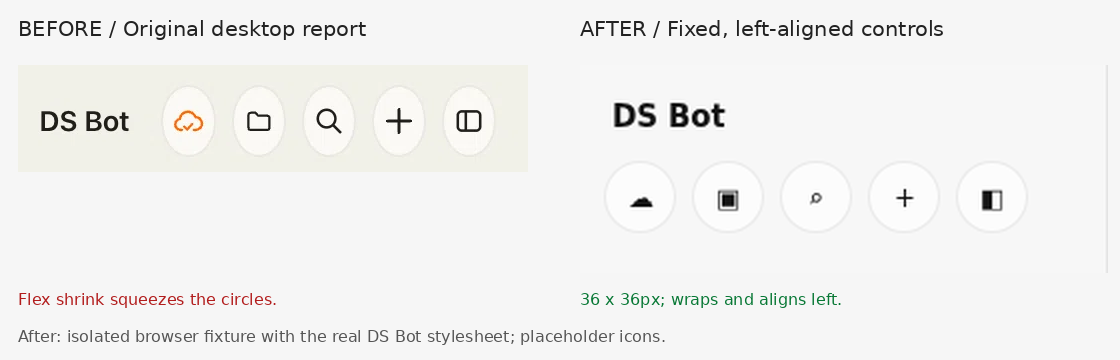 BEFORE / Original desktop report
AFTER / Fixed, left-aligned controls
DS Bot
DS Bot
Flex shrink squeezes the circles.
36 x 36px; wraps and aligns left.
After: isolated browser fixture with the real DS Bot stylesheet; placeholder icons.